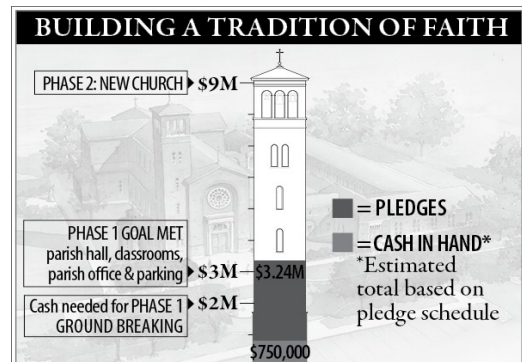 BUILDING A TRADITION OF FAITH
PHASE 2: NEW CHURCH $9M
PHASE 1 GOAL MET
parish hall, classrooms,
parish office & parking
$3M
$3.24M
Cash needed for PHASE 1
GROUND BREAKING
$2M
$750,000
= PLEDGES
= CASH IN HAND*
*Estimated
total based on
pledge schedule